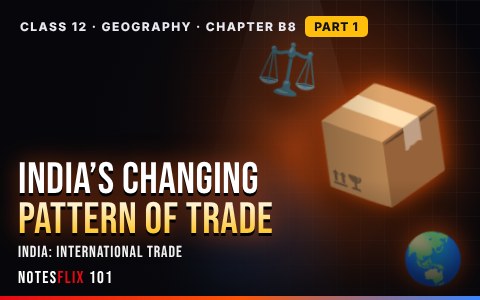 CLASS 12 · GEOGRAPHY · CHAPTER B8 PART 1
INDIA’S CHANGING
PATTERN OF TRADE
INDIA: INTERNATIONAL TRADE
NOTESFLIX 101